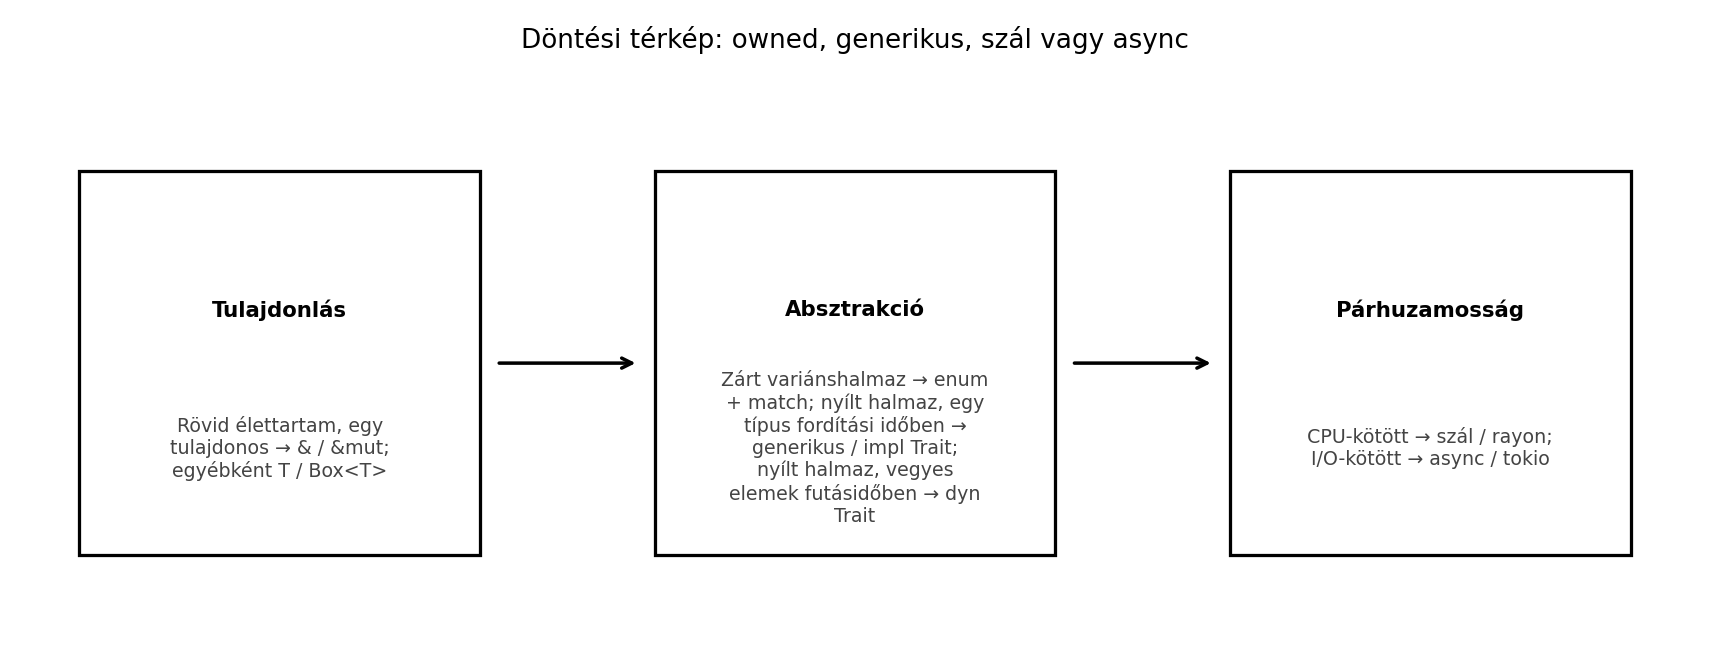 Döntési térkép: owned, generikus, szál vagy async
Tulajdonlás
Rövid élettartam, egy
tulajdonos → & / &mut;
egyébként T / Box<T>
Absztrakció
Zárt variánshalmaz → enum
+ match; nyílt halmaz, egy
típus fordítási időben →
generikus / impl Trait;
nyílt halmaz, vegyes
elemek futásidőben → dyn
Trait
Párhuzamosság
CPU-kötött → szál / rayon;
I/O-kötött → async / tokio